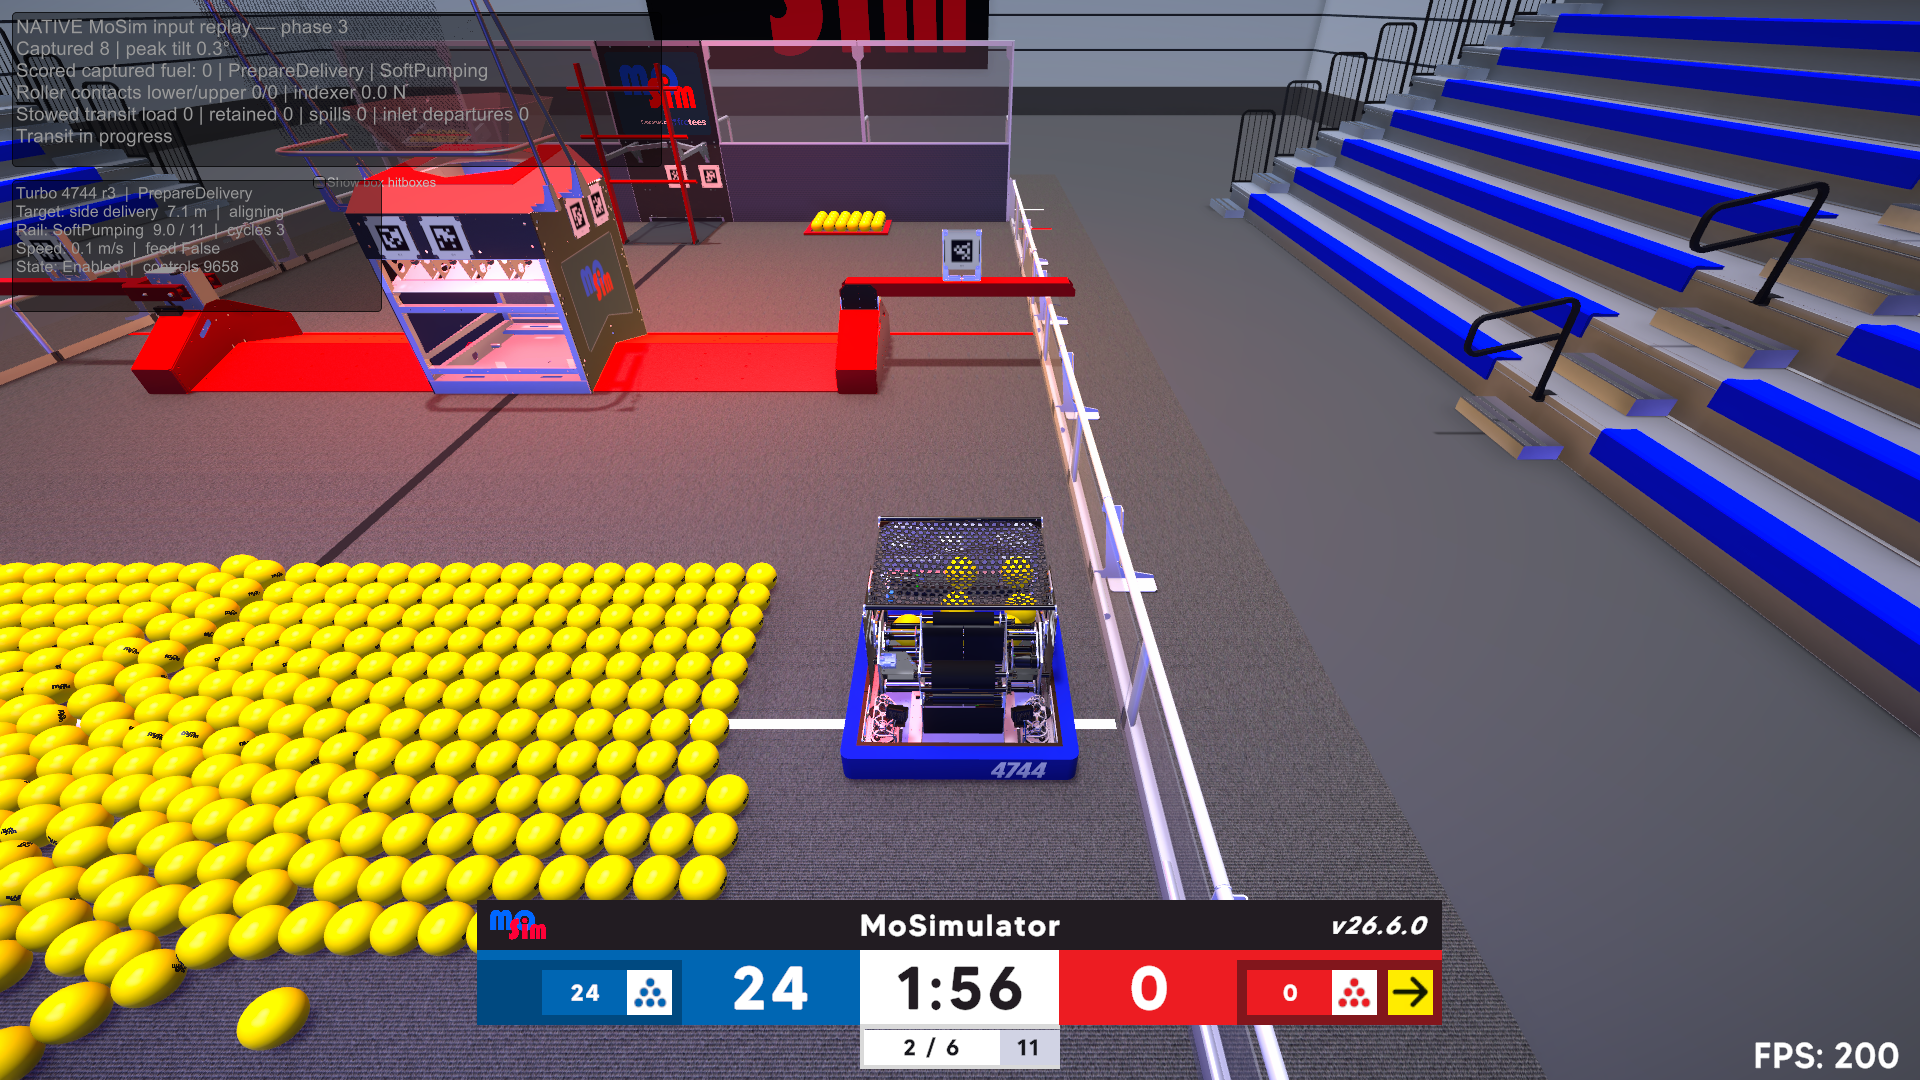 NATIVE MoSim input replay — phase 3
Captured 8 | peak tilt 0.3°
Scored captured fuel: 0 | PrepareDelivery | SoftPumping
Roller contacts lower/upper 0/0 | indexer 0.0 N
Stowed transit load 0 | retained 0 | spills 0 | inlet departures 0
Transit in progress
Show box hitboxes
Turbo 4744 r3 | PrepareDelivery
Target: side delivery 7.1 m | aligning
Rail: SoftPumping 9.0 / 11 | cycles 3
Speed: 0.1 m/s | feed False
State: Enabled | controls 9658
mosim
mosim
4744
mosim
MoSimulator
v26.6.0
24
24
1:56
0
0
2 / 6
11
FPS: 200